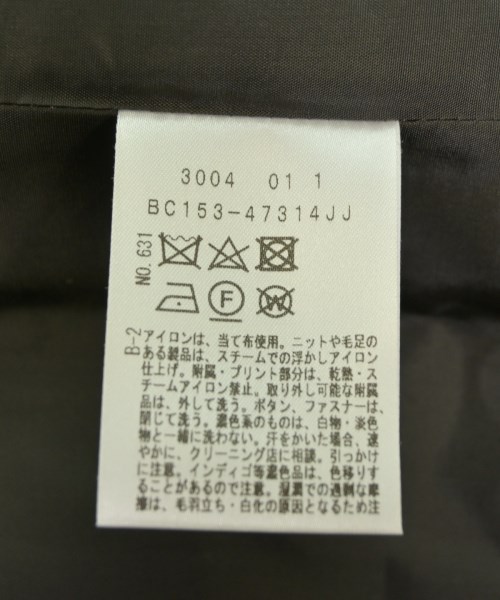 3004 01 1
BC153-47314JJ
NO.631
F
W
B-2
アイロンは、当て布使用。ニットや毛足の
ある製品は、スチームでの浮かしアイロン
仕上げ。附属・プリント部分は、乾熱・ス
チームアイロン禁止。取り外し可能な附属
品は、外して洗う。ボタン、ファスナーは、
閉じて洗う。濃色系のものは、白物・淡色
物と一緒に洗わない。汗をかいた場合、速
やかに、クリーニング店に相談。引っかけ
に注意。インディゴ等濃色品は、色移りす
ることがあるので注意。湿潤での過剰な摩
擦は、毛羽立ち・白化の原因となるため注